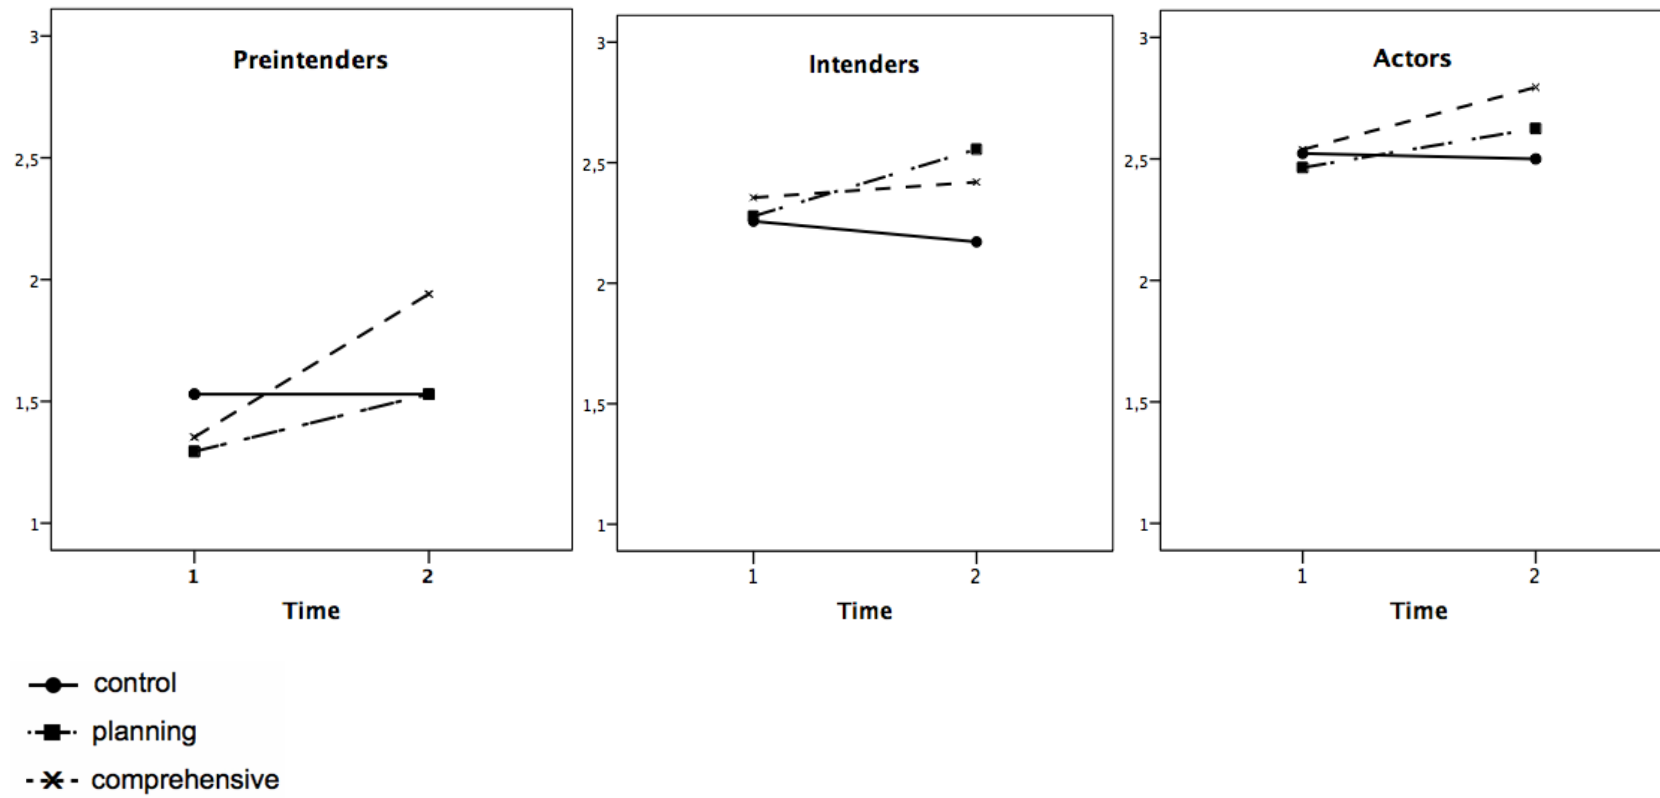 Preintenders
3
2,5
2
1,5
1
1 2
Time
Intenders
3
2,5
2
1,5
1
1 2
Time
Actors
3
2,5
2
1,5
1
1 2
Time
control
planning
comprehensive